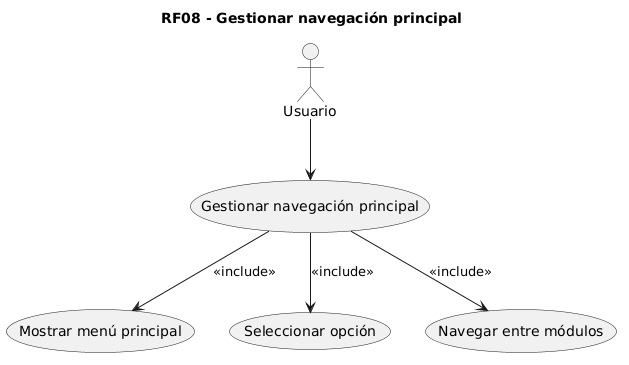 RF08 - Gestionar navegación principal
Usuario
Gestionar navegación principal
«include»
«include»
«include»
Mostrar menú principal
Seleccionar opción
Navegar entre módulos